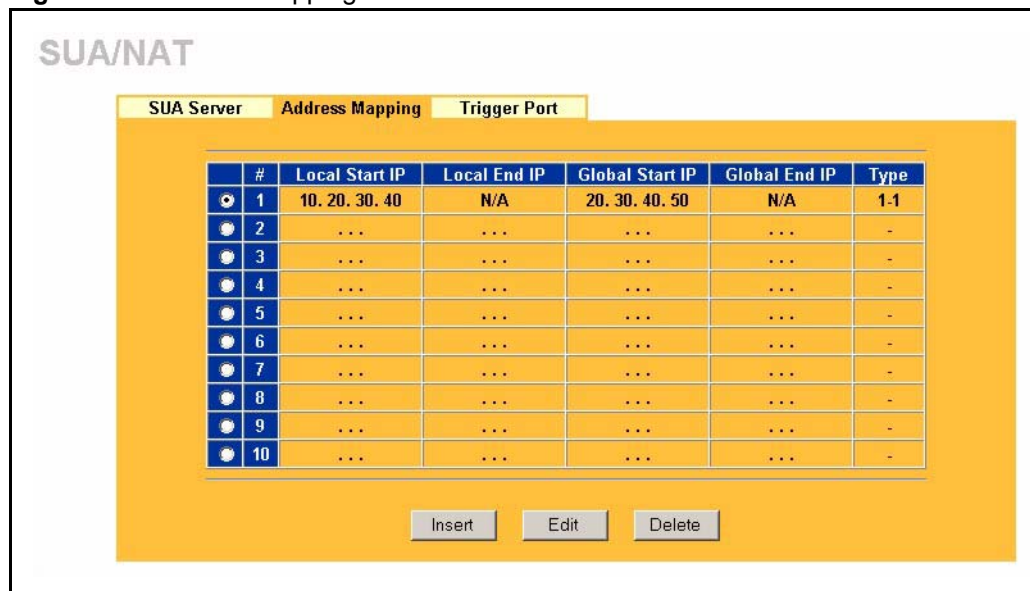 SUA/NAT
SUA Server Address Mapping Trigger Port
# Local Start IP Local End IP Global Start IP Global End IP Type
1 10. 20. 30. 40 N/A 20. 30. 40. 50 N/A 1-1
2 . . . . . . . . . . . . -
3 . . . . . . . . . . . . -
4 . . . . . . . . . . . . -
5 . . . . . . . . . . . . -
6 . . . . . . . . . . . . -
7 . . . . . . . . . . . . -
8 . . . . . . . . . . . . -
9 . . . . . . . . . . . . -
10 . . . . . . . . . . . . -
Insert Edit Delete